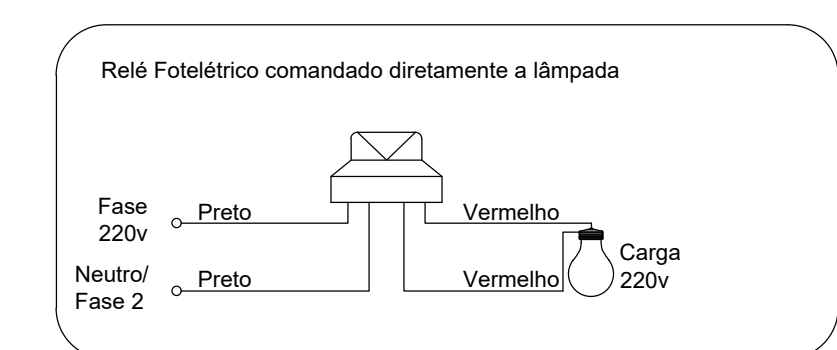 Relé Fotelétrico comandado diretamente a lâmpada
Fase
220v
Preto
Vermelho
Neutro/
Fase 2
Preto
Vermelho
Carga
220v